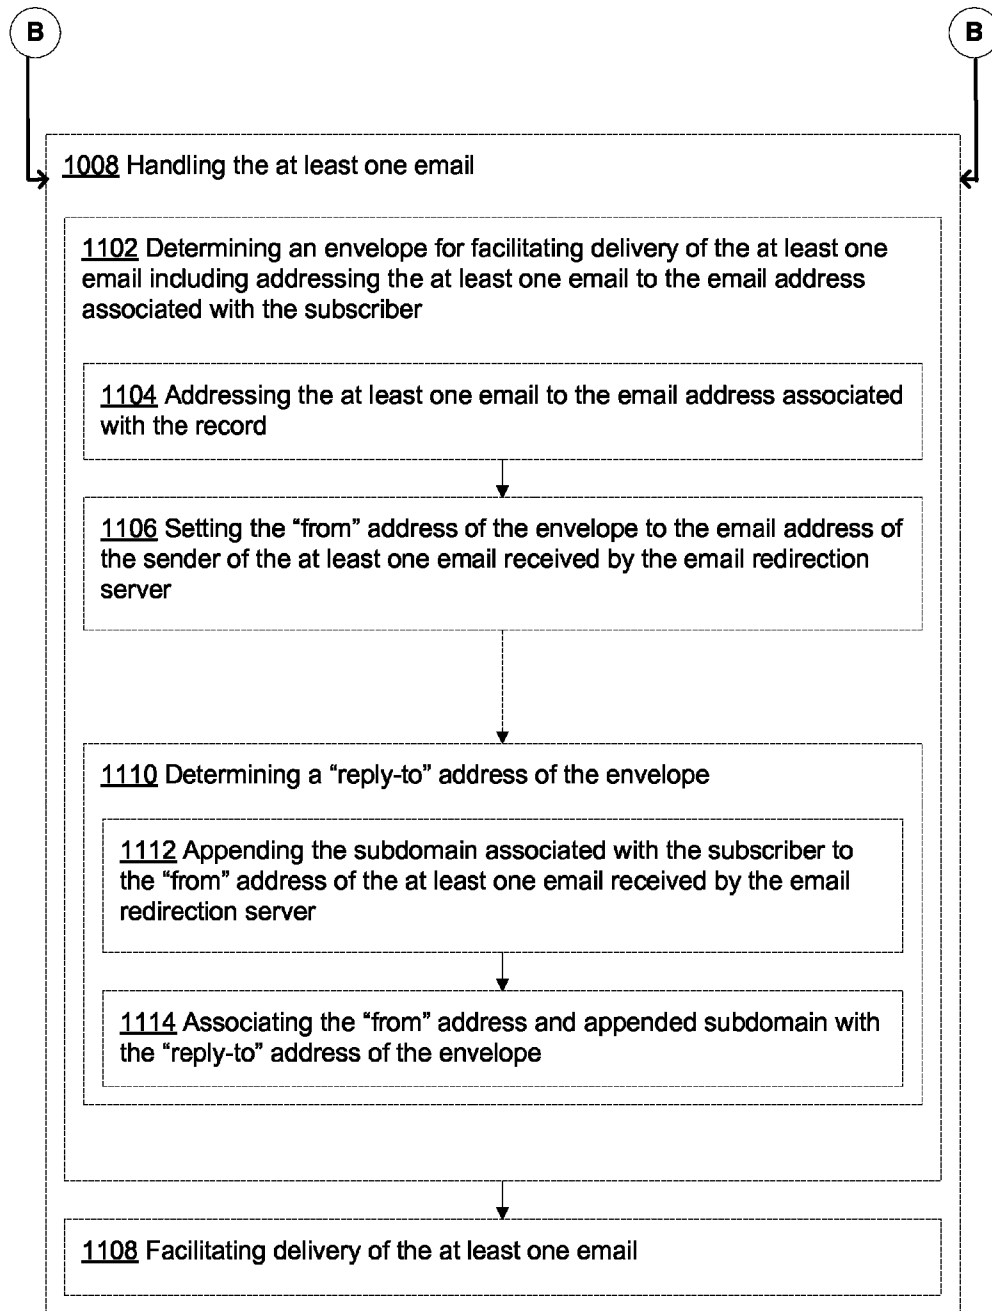 B
B
1008 Handling the at least one email
1102 Determining an envelope for facilitating delivery of the at least one
email including addressing the at least one email to the email address
associated with the subscriber
1104 Addressing the at least one email to the email address associated
with the record
1106 Setting the “from” address of the envelope to the email address of
the sender of the at least one email received by the email redirection
server
1110 Determining a “reply-to” address of the envelope
1112 Appending the subdomain associated with the subscriber to
the “from” address of the at least one email received by the email
redirection server
1114 Associating the “from” address and appended subdomain with
the “reply-to” address of the envelope
1108 Facilitating delivery of the at least one email